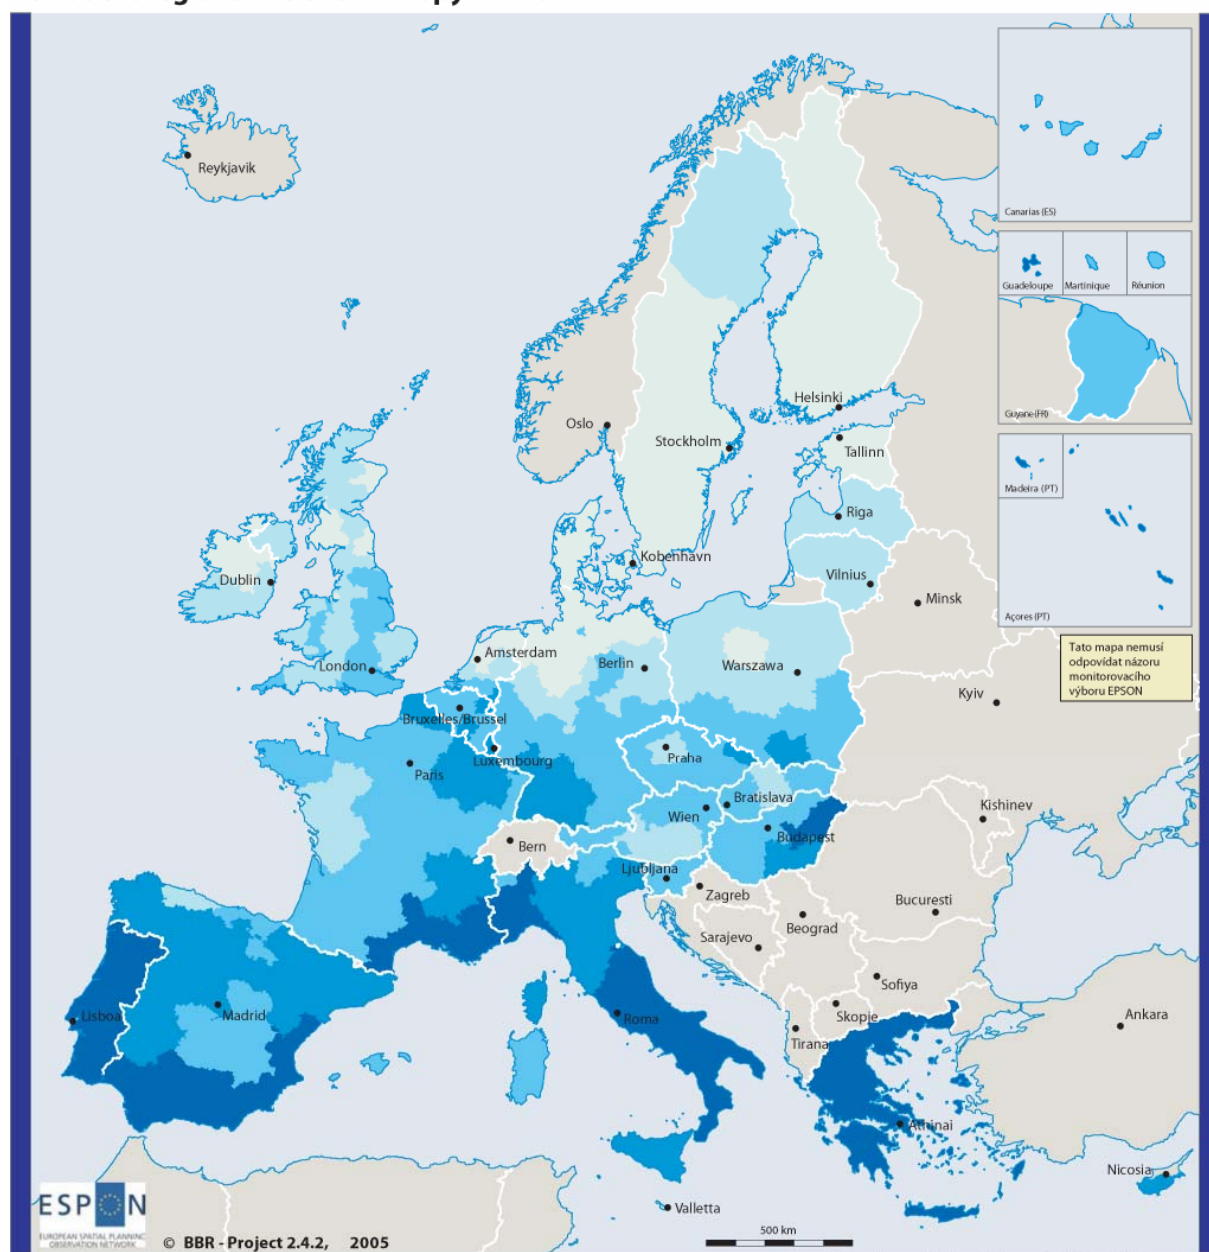 Reykjavik
Canarias (ES)
Guadeloupe
Martinique
Réunion
Guyane (FR)
Helsinki
Oslo
Stockholm
Tallinn
Madeira (PT)
Riga
Kobenhavn
Dublin
Vilnius
Minsk
Açores (PT)
Tato mapa nemusí
odpovídat názoru
monitorovacího
výboru EPSON
Amsterdam
London
Berlin
Warszawa
Kyiv
Bruxelles/Brussel
Luxembourg
Praha
Paris
Bratislava
Wien
Kishinev
Budapest
Bern
Ljubljana
Zagreb
Bucuresti
Beograd
Sarajevo
Sofiya
Skopje
Madrid
Lisboa
Roma
Tirana
Ankara
Athinai
Nicosia
Valletta
ESPON
EUROPEAN SPATIAL PLANNING
OBSERVATION NETWORK
© BBR - Project 2.4.2, 2005
500 km